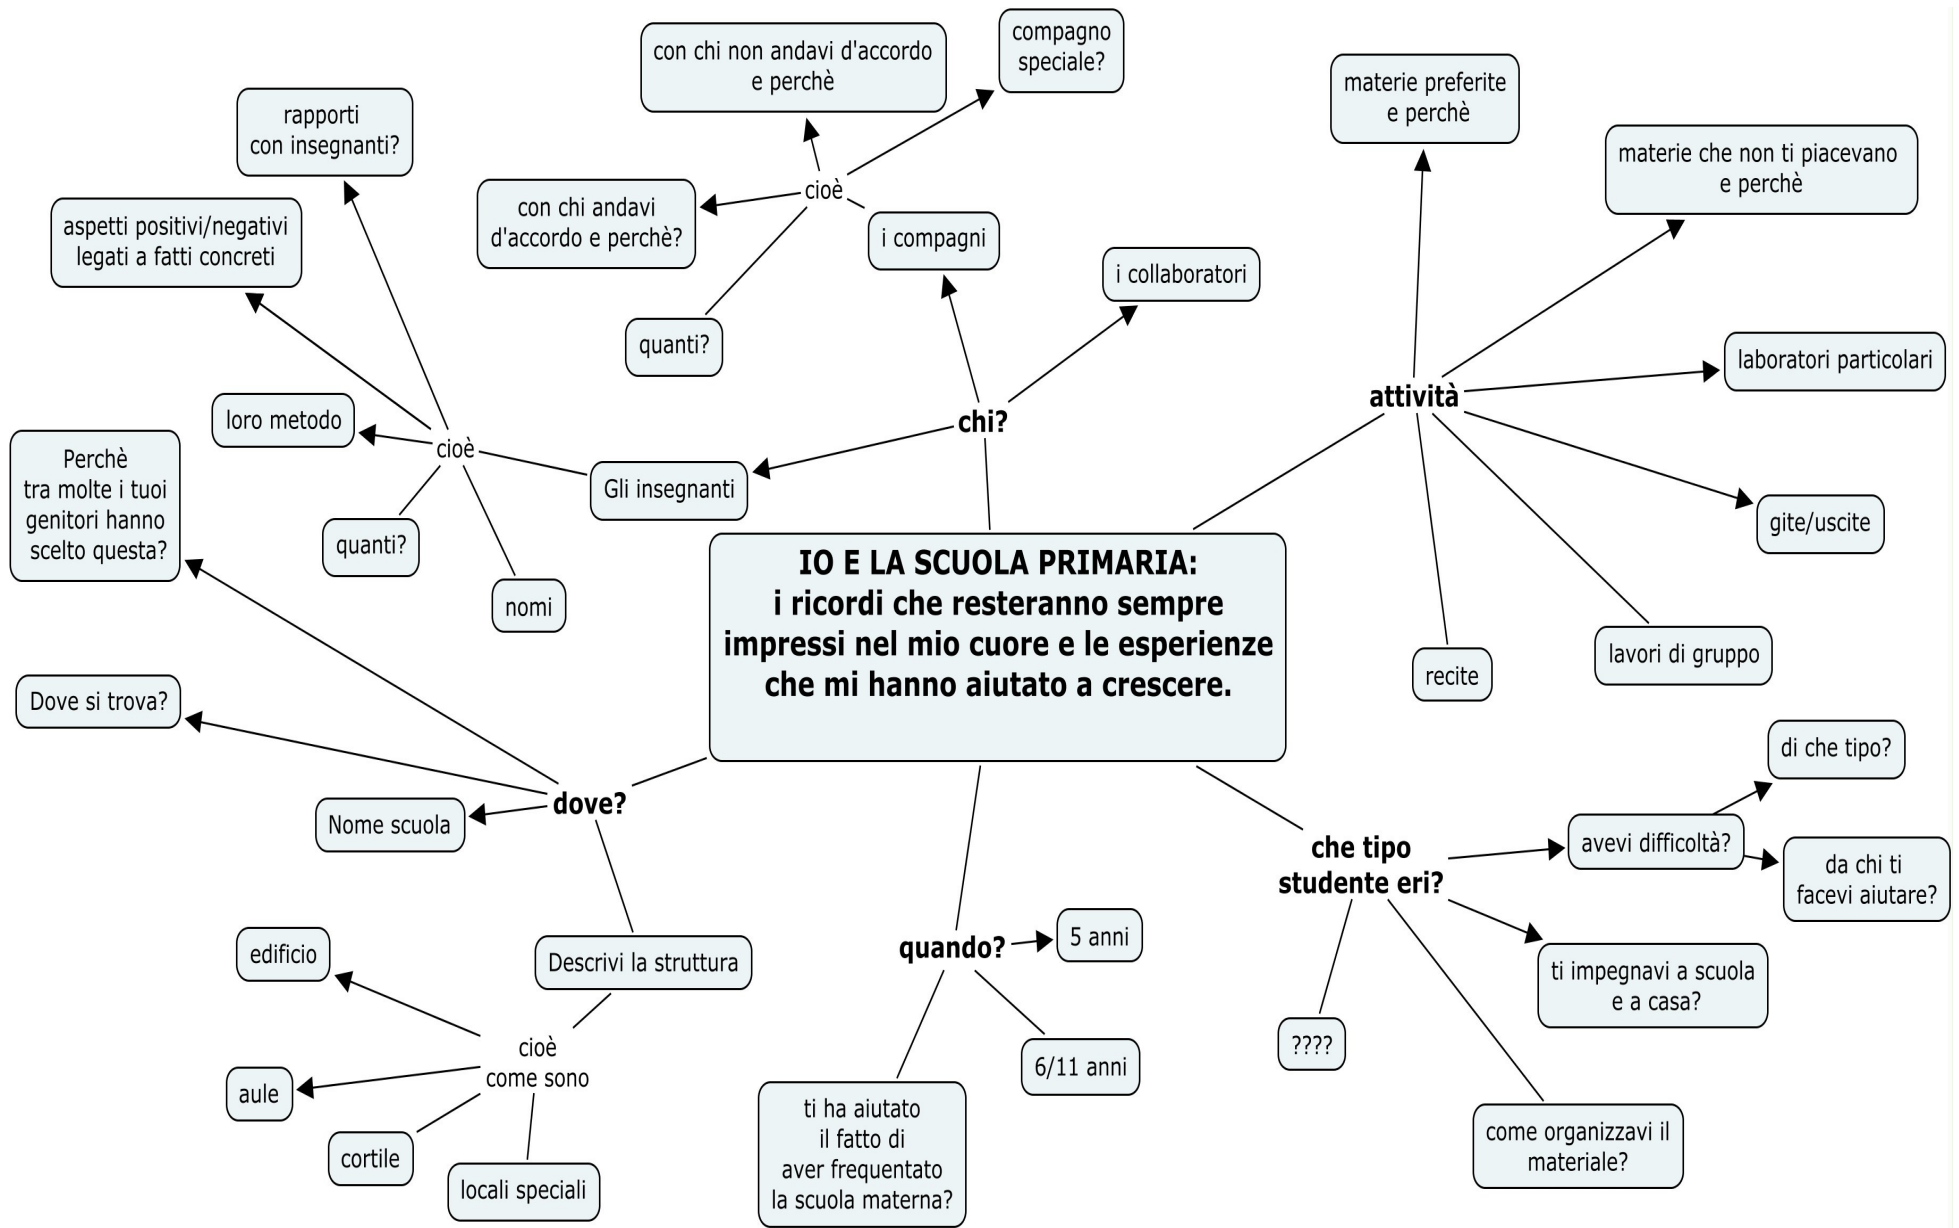 compagno
speciale?
con chi non andavi d'accordo
e perchè
materie preferite
e perchè
rapporti
con insegnanti?
materie che non ti piacevano
e perchè
cioè
con chi andavi
d'accordo e perchè?
aspetti positivi/negativi
legati a fatti concreti
i compagni
i collaboratori
quanti?
laboratori particolari
attività
loro metodo
chi?
cioè
Perchè
tra molte i tuoi
genitori hanno
scelto questa?
Gli insegnanti
gite/uscite
quanti?
nomi
IO E LA SCUOLA PRIMARIA:
i ricordi che resteranno sempre
impressi nel mio cuore e le esperienze
che mi hanno aiutato a crescere.
lavori di gruppo
recite
Dove si trova?
di che tipo?
dove?
Nome scuola
avevi difficoltà?
che tipo
studente eri?
da chi ti
facevi aiutare?
5 anni
quando?
edificio
Descrivi la struttura
ti impegnavi a scuola
e a casa?
????
cioè
come sono
6/11 anni
aule
ti ha aiutato
il fatto di
aver frequentato
la scuola materna?
come organizzavi il
materiale?
cortile
locali speciali